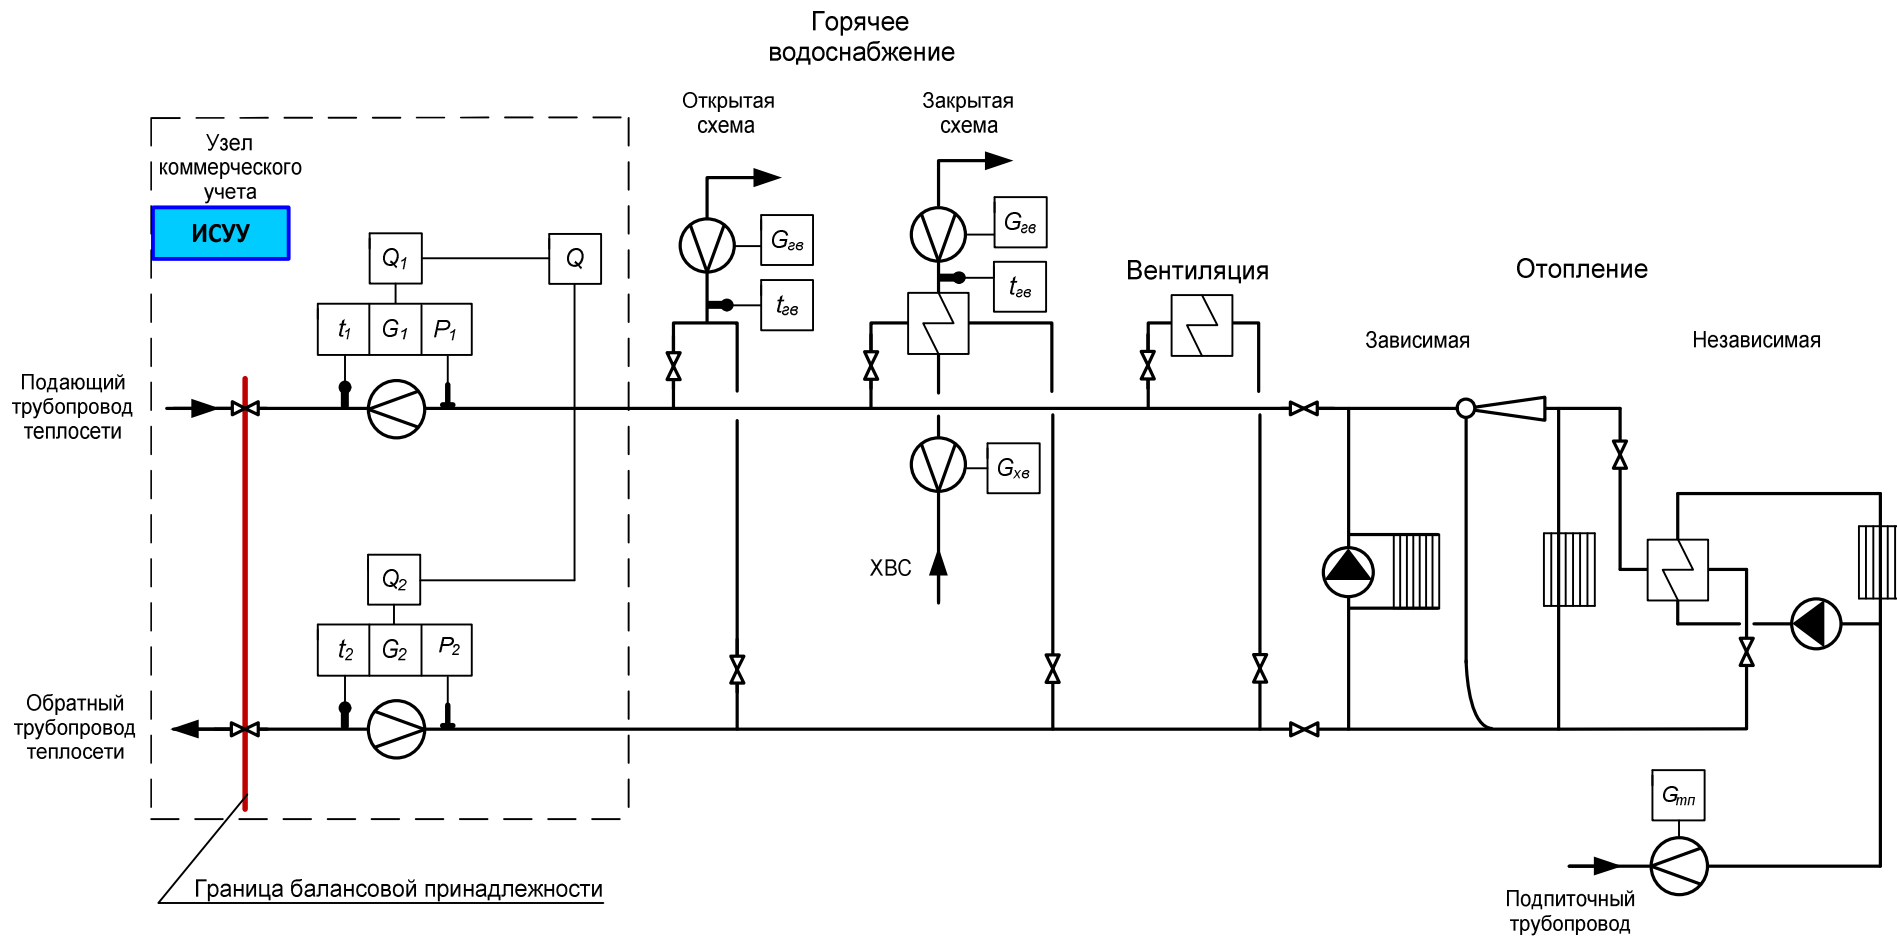 Горячее
водоснабжение
Открытая
схема
Закрытая
схема
Узел
коммерческого
учета
ИСУУ
Q1
Q
t1
G1
P1
Gгв
tгв
Gгв
tгв
Вентиляция
Отопление
Зависимая
Независимая
Подающий
трубопровод
теплосети
Gхв
ХВС
Q2
t2
G2
P2
Обратный
трубопровод
теплосети
Gтп
Граница балансовой принадлежности
Подпиточный
трубопровод